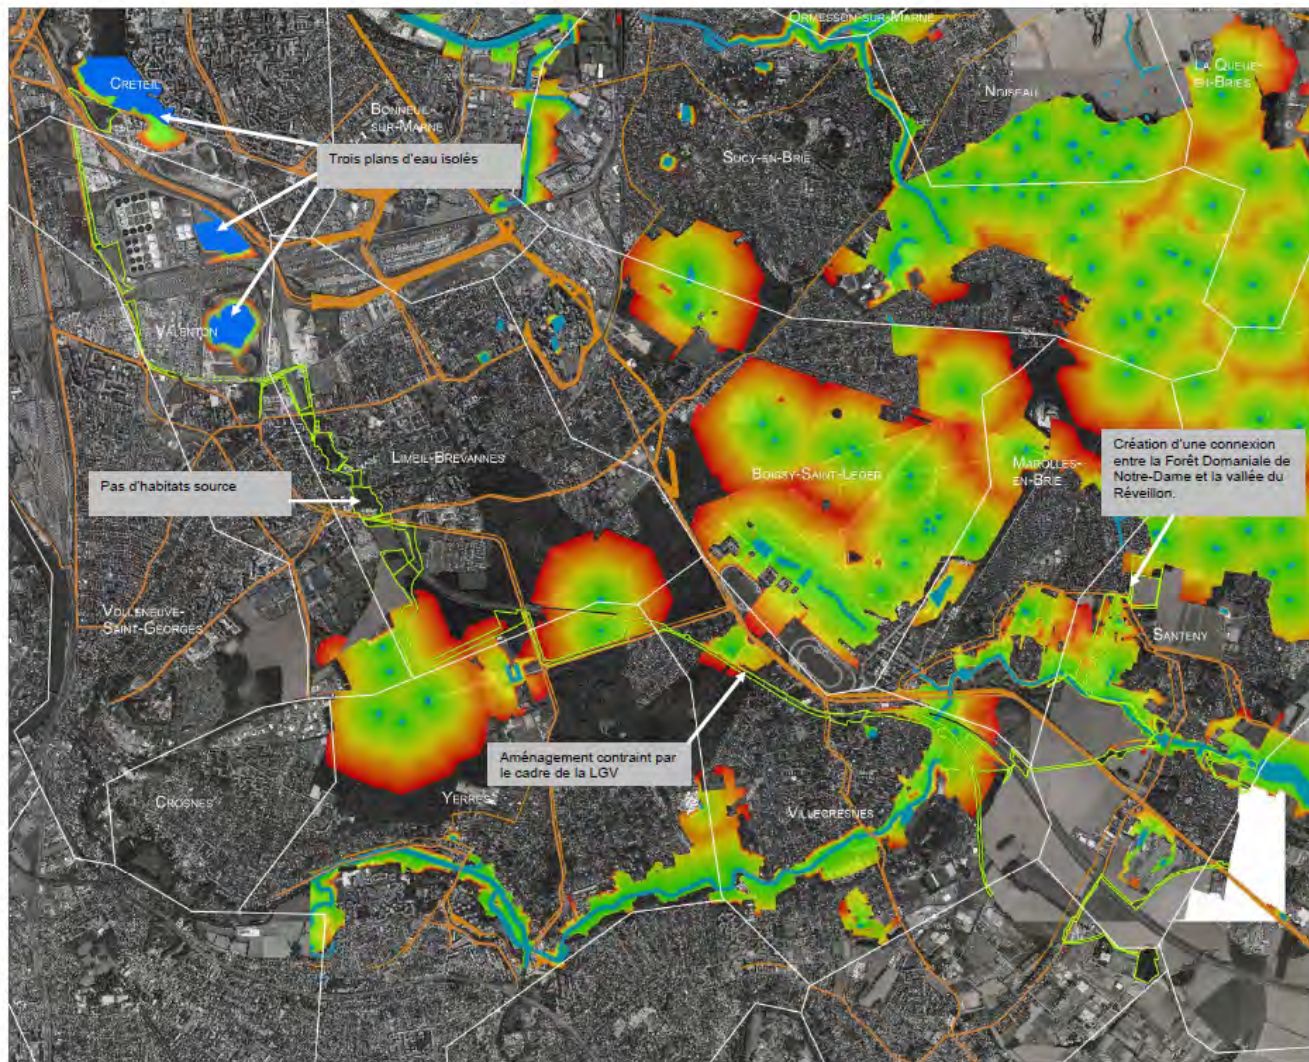 ORMESSON-SUR-MARNE
CRETEIL
LA QUEUE-
EN-BRIES
NOISEAU
BONNEUIL-
SUR-MARNE
Trois plans d'eau isolés
SUCY-EN-BRIE
VALENTON
LIMEIL-BREVANNES
Pas d'habitats source
BOISSY-SAINT-LEGER
MAROLLES-
EN-BRIE
Création d'une connexion
entre la Forêt Domaniale de
Notre-Dame et la vallée du
Réveillon.
VOLLENEUVE-
SAINT-GEORGES
SANTENY
Aménagement contraint par
le cadre de la LGV
CROSNES
YERRES
VILLECRESNES